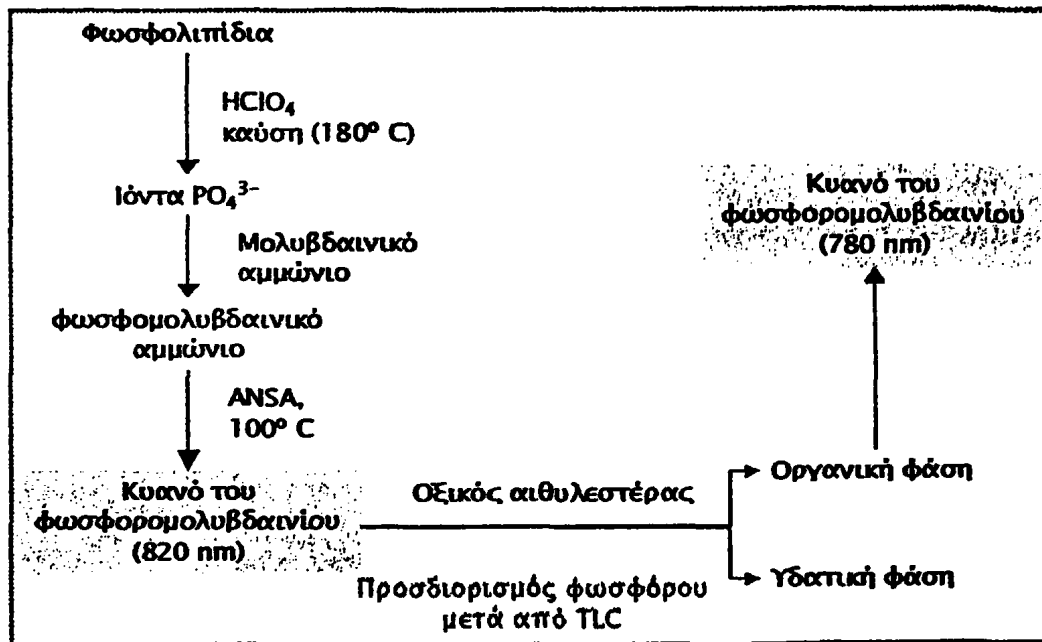 Φωσφολιπίδια
HClO₄
καύση (180° C)
Ιόντα PO₄³⁻
Μολυβδαινικό
αμμώνιο
φωσφομολυβδαινικό
αμμώνιο
ANSA,
100° C
Κυανό του
φωσφορομολυβδαινίου
(820 nm)
Οξικός αιθυλεστέρας
Προσδιορισμός φωσφόρου
μετά από TLC
Κυανό του
φωσφορομολυβδαινίου
(780 nm)
Οργανική φάση
Υδατική φάση